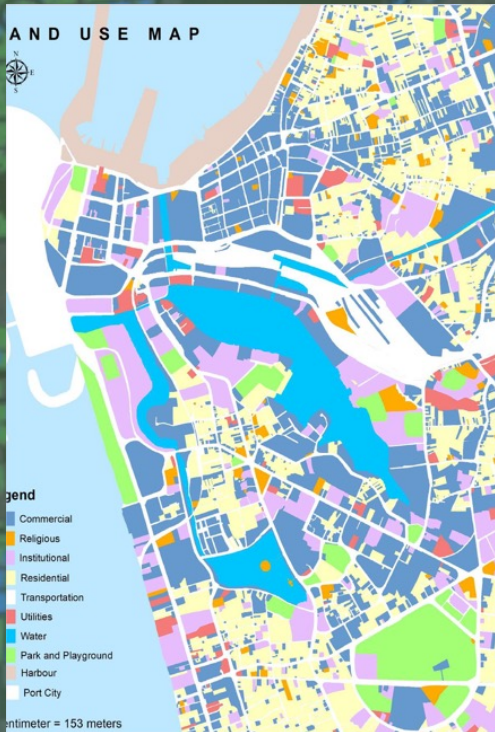 AND USE MAP
N
E
S
gend
Commercial
Religious
Institutional
Residential
Transportation
Utilities
Water
Park and Playground
Harbour
Port City
entimeter = 153 meters